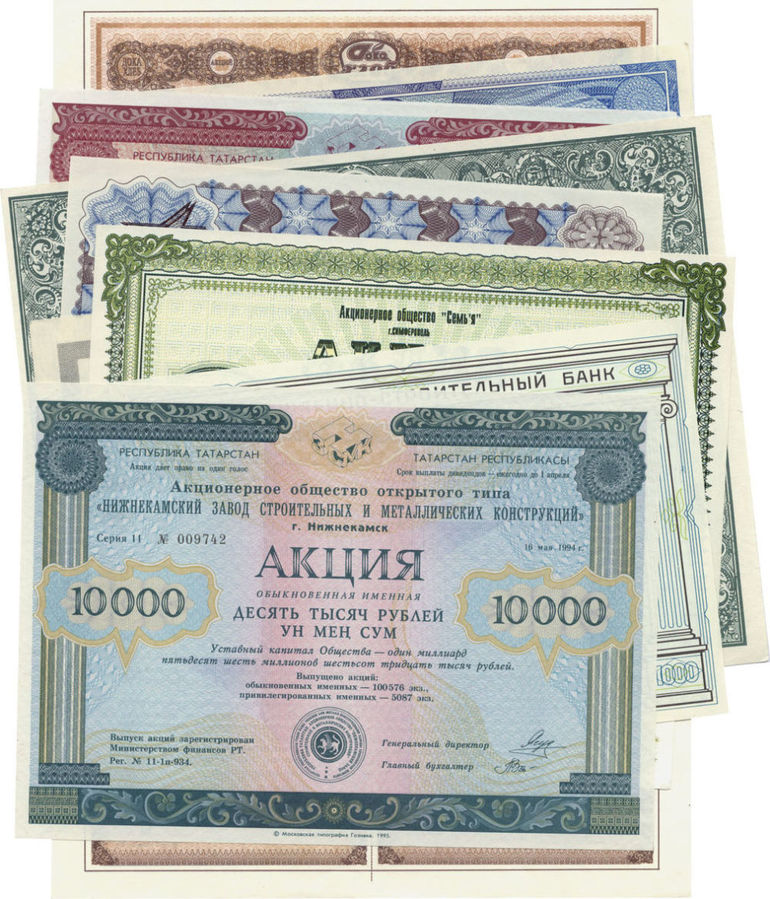 РЕСПУБЛИКА ТАТАРСТАН
Акционерное общество "Семья"
г. СИМФЕРОПОЛЬ
ИТЕЛЬНЫЙ БАНК
1000
РЕСПУБЛИКА ТАТАРСТАН
ТАТАРСТАН РЕСПУБЛИКАСЫ
Акция дает право на один голос
Срок выплаты дивидендов — ежегодно до 1 апреля
Акционерное общество открытого типа
«НИЖНЕКАМСКИЙ ЗАВОД СТРОИТЕЛЬНЫХ И МЕТАЛЛИЧЕСКИХ КОНСТРУКЦИЙ»
г. Нижнекамск
Серия 11 № 009742
16 мая 1994 г.
АКЦИЯ
ОБЫКНОВЕННАЯ ИМЕННАЯ
10000
10000
ДЕСЯТЬ ТЫСЯЧ РУБЛЕЙ
УН МЕҢ СУМ
Уставный капитал Общества — один миллиард
пятьдесят шесть миллионов шестьсот тридцать тысяч рублей.
Выпущено акций:
обыкновенных именных — 100576 экз.,
привилегированных именных — 5087 экз.
Выпуск акций зарегистрирован
Министерством финансов РТ.
Рег. № 11-1п-934.
Генеральный директор
Главный бухгалтер
© Московская типография Гознака. 1993.